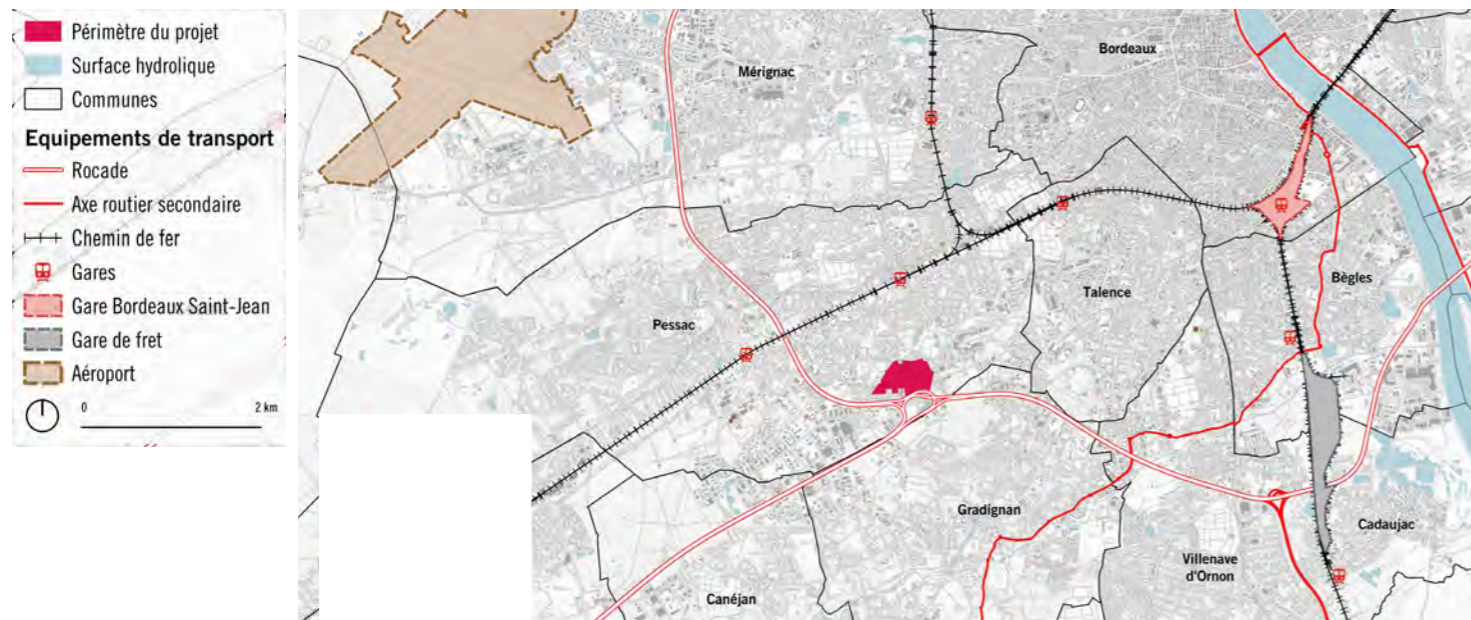 Périmètre du projet
Surface hydrolique
Communes
Equipements de transport
Rocade
Axe routier secondaire
Chemin de fer
Gares
Gare Bordeaux Saint-Jean
Gare de fret
Aéroport
0 2 km
Bordeaux
Mérignac
Bègles
Talence
Pessac
Gradignan
Cadaujac
Villenave
d'Ornon
Canéjan